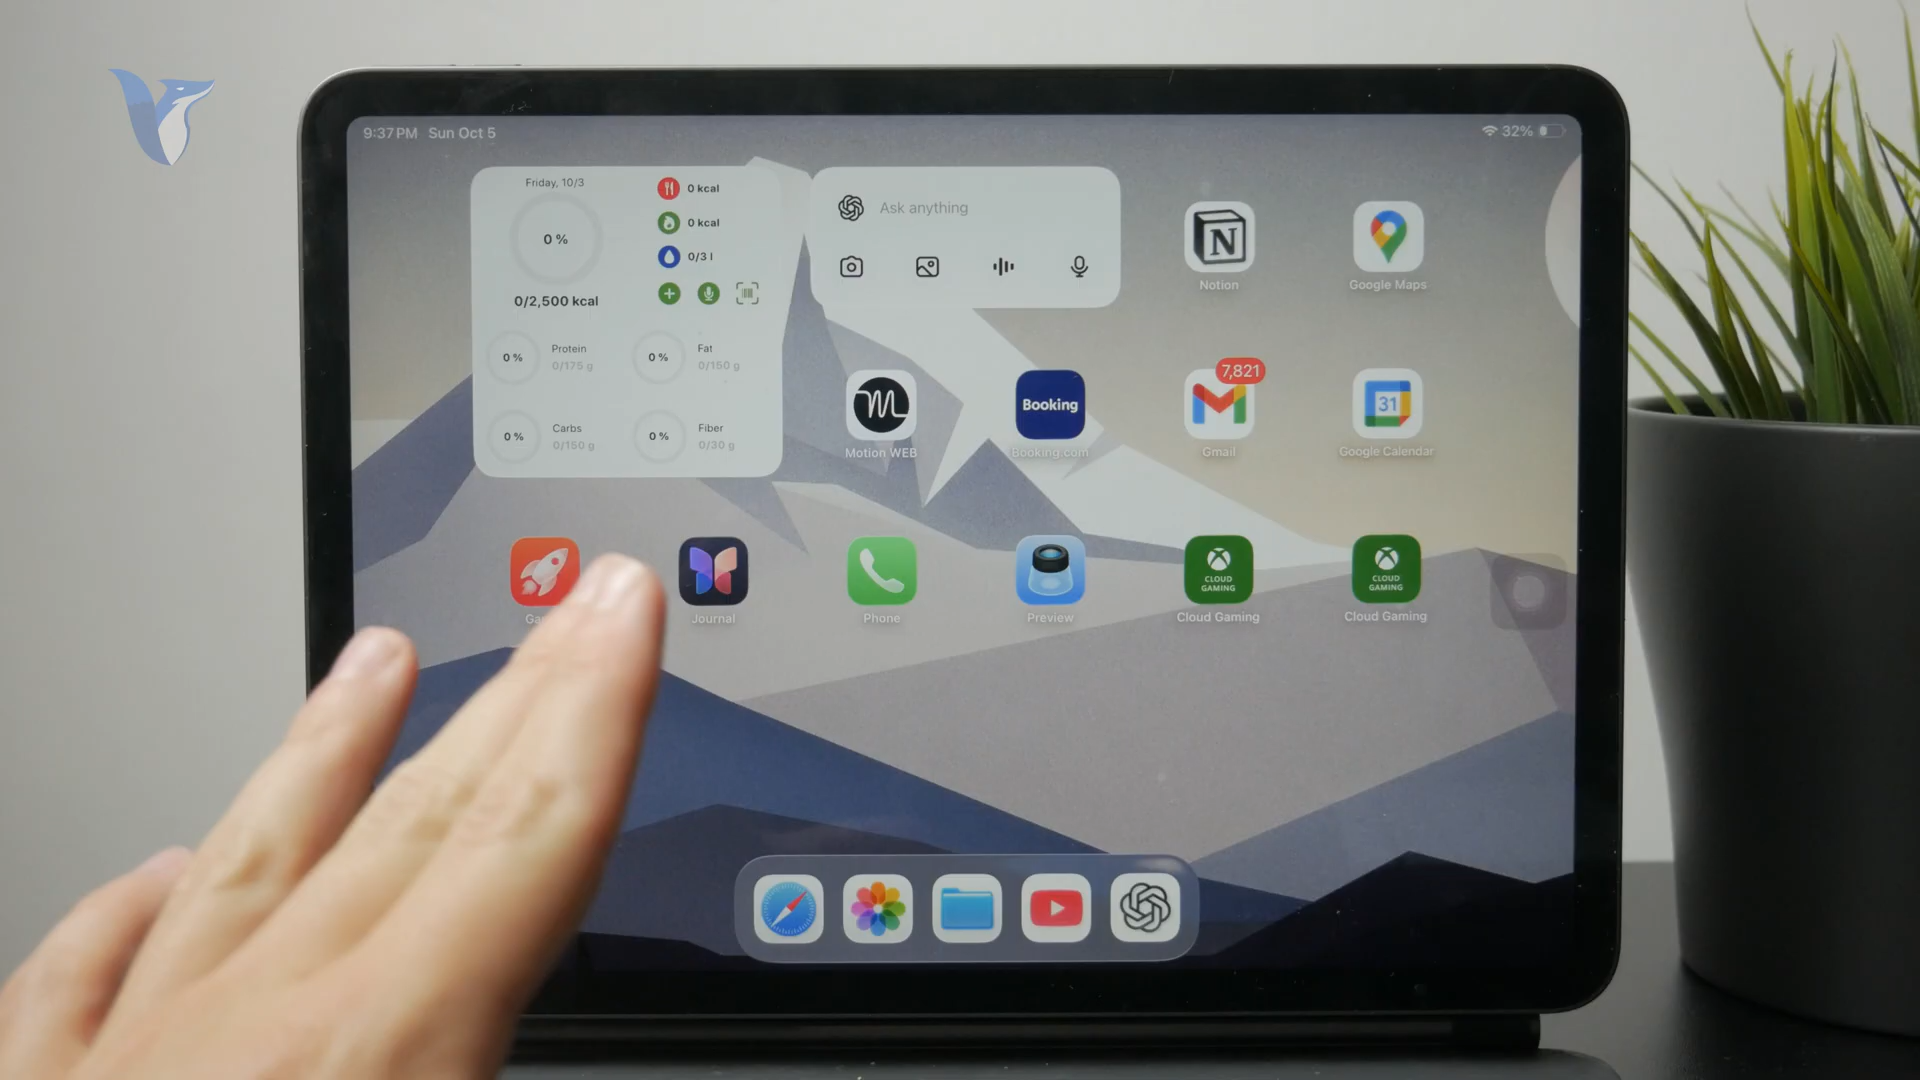 9:37 PM Sun Oct 5
32%
Friday, 10/3
0 %
0/2,500 kcal
0 kcal
0 kcal
0/3 l
0 %
Protein
0/175 g
0 %
Fat
0/150 g
0 %
Carbs
0/150 g
0 %
Fiber
0/30 g
Ask anything
N
Notion
Google Maps
Motion WEB
Booking
Booking.com
7,821
Gmail
31
Google Calendar
Journal
Phone
Preview
CLOUD
GAMING
Cloud Gaming
CLOUD
GAMING
Cloud Gaming